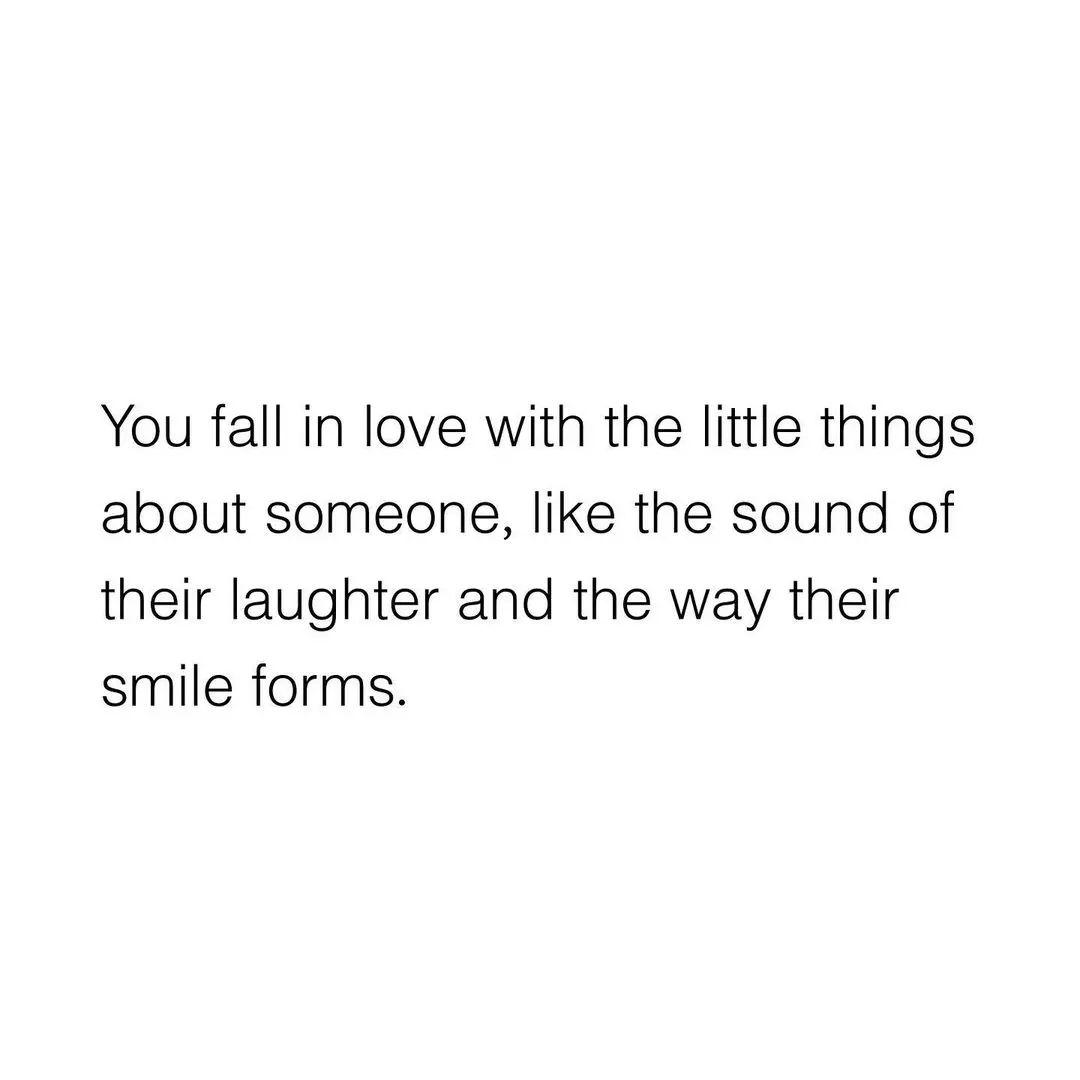 You fall in love with the little things
about someone, like the sound of
their laughter and the way their
smile forms.